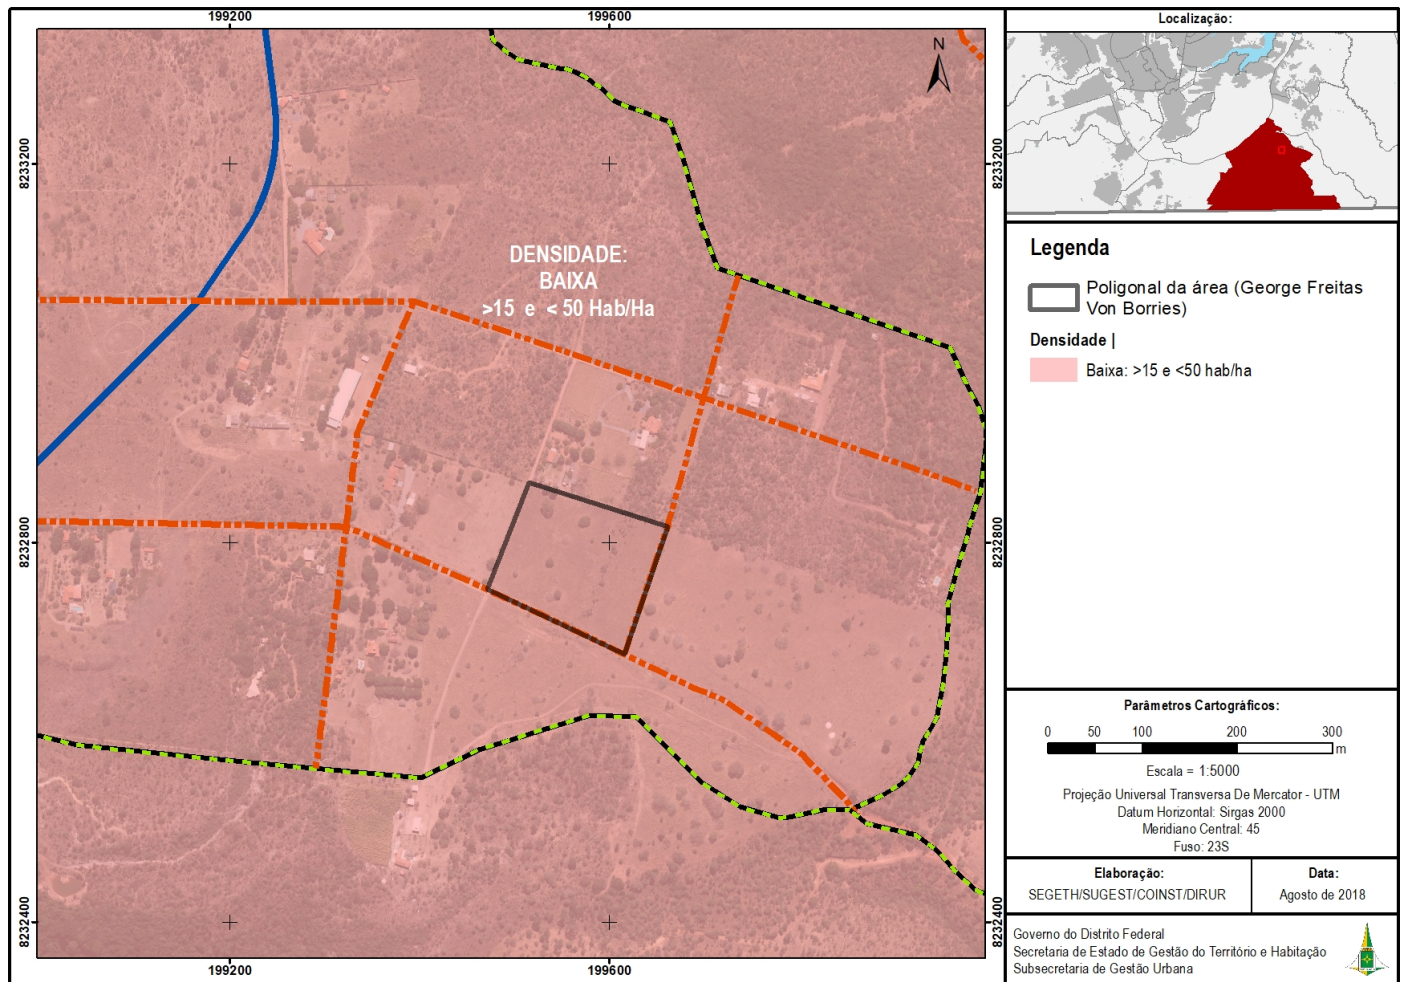 199200
199600
8233200
8233200
N
DENSIDADE:
BAIXA
>15 e < 50 Hab/Ha
8232800
8232800
8232400
8232400
199200
199600
Localização:
Legenda
Poligonal da área (George Freitas
Von Borries)
Densidade |
Baixa: >15 e <50 hab/ha
Parâmetros Cartográficos:
0 50 100 200 300
m
Escala = 1:5000
Projeção Universal Transversa De Mercator - UTM
Datum Horizontal: Sirgas 2000
Meridiano Central: 45
Fuso: 23S
Elaboração:
SEGETH/SUGEST/COINST/DIRUR
Data:
Agosto de 2018
Governo do Distrito Federal
Secretaria de Estado de Gestão do Território e Habitação
Subsecretaria de Gestão Urbana